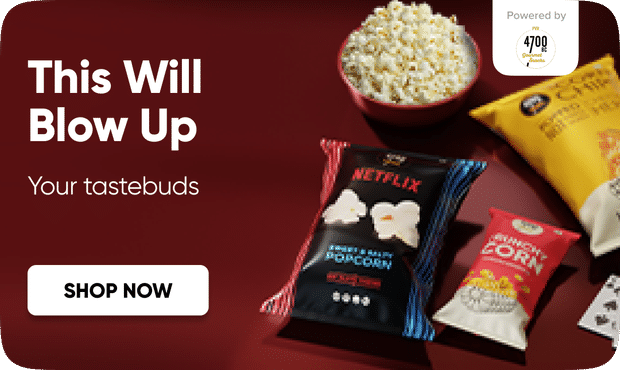 Powered by
4700
BC
This Will
Blow Up
Your tastebuds
SHOP NOW
NETFLIX
SWEET & SALTY
POPCORN
CRUNCHY
CORN